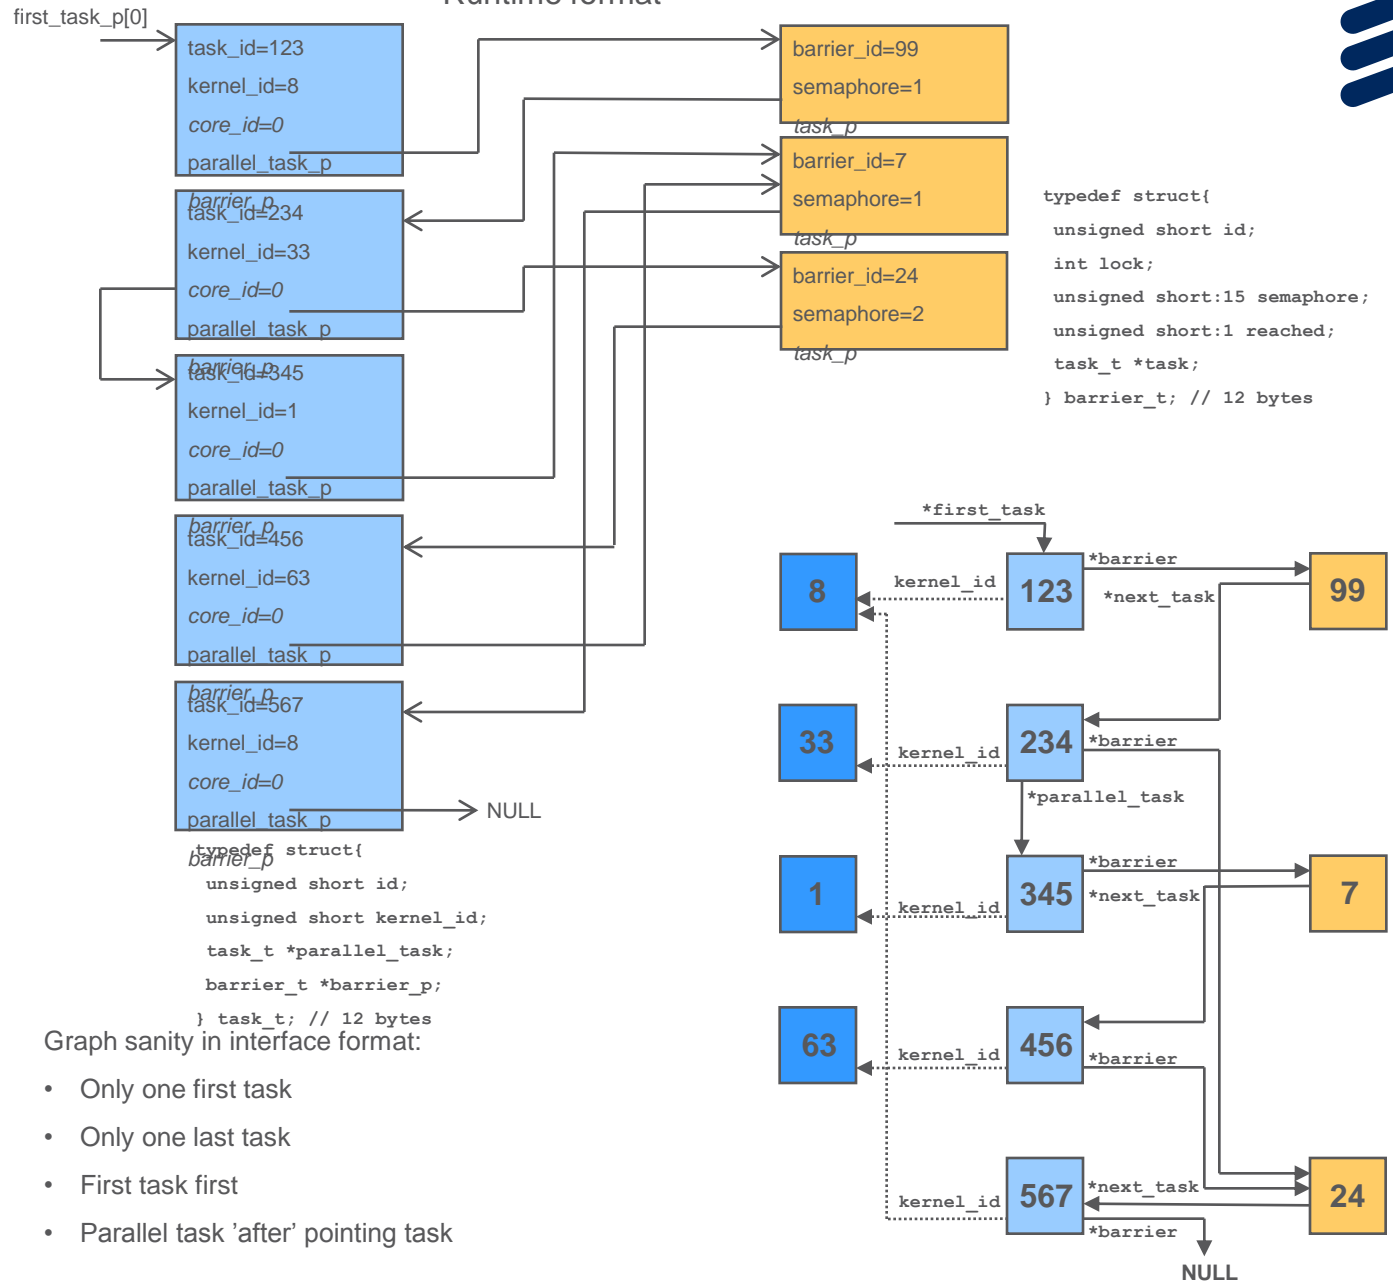 Runtime format
first_task_p[0]
task_id=123
kernel_id=8
core_id=0
parallel_task_p
barrier_p
task_id=234
kernel_id=33
core_id=0
parallel_task_p
barrier_p
task_id=345
kernel_id=1
core_id=0
parallel_task_p
barrier_p
task_id=456
kernel_id=63
core_id=0
parallel_task_p
barrier_p
task_id=567
kernel_id=8
core_id=0
parallel_task_p
barrier_p
NULL
barrier_id=99
semaphore=1
task_p
barrier_id=7
semaphore=1
task_p
barrier_id=24
semaphore=2
task_p
typedef struct{
unsigned short id;
int lock;
unsigned short:15 semaphore;
unsigned short:1 reached;
task_t *task;
} barrier_t; // 12 bytes
typedef struct{
unsigned short id;
unsigned short kernel_id;
task_t *parallel_task;
barrier_t *barrier_p;
} task_t; // 12 bytes
Graph sanity in interface format:
• Only one first task
• Only one last task
• First task first
• Parallel task ’after’ pointing task
*first_task
8
kernel_id
123
*barrier
*next_task
99
33
kernel_id
234
*barrier
*parallel_task
1
kernel_id
345
*barrier
*next_task
7
63
kernel_id
456
*barrier
kernel_id
567
*next_task
*barrier
24
NULL